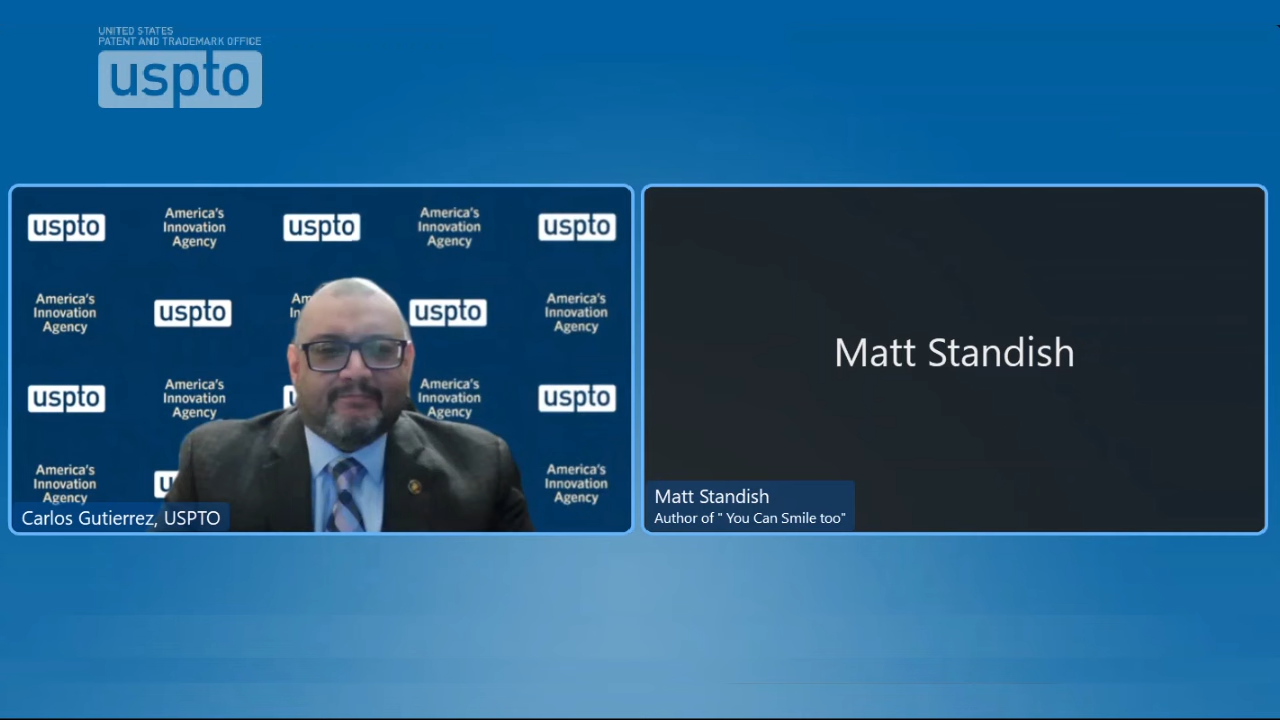 UNITED STATES
PATENT AND TRADEMARK OFFICE
uspto
uspto
America's
Innovation
Agency
uspto
America's
Innovation
Agency
uspto
America's
Innovation
Agency
uspto
uspto
America's
Innovation
Agency
uspto
America's
Innovation
Agency
America's
Innovation
Agency
uspto
America's
Innovation
Agency
America's
Innovation
Agency
Carlos Gutierrez, USPTO
Matt Standish
Matt Standish
Author of " You Can Smile too"